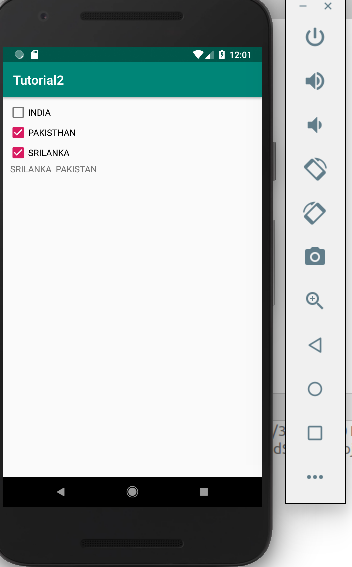 12:01
Tutorial2
INDIA
PAKISTHAN
SRILANKA
SRILANKA PAKISTAN